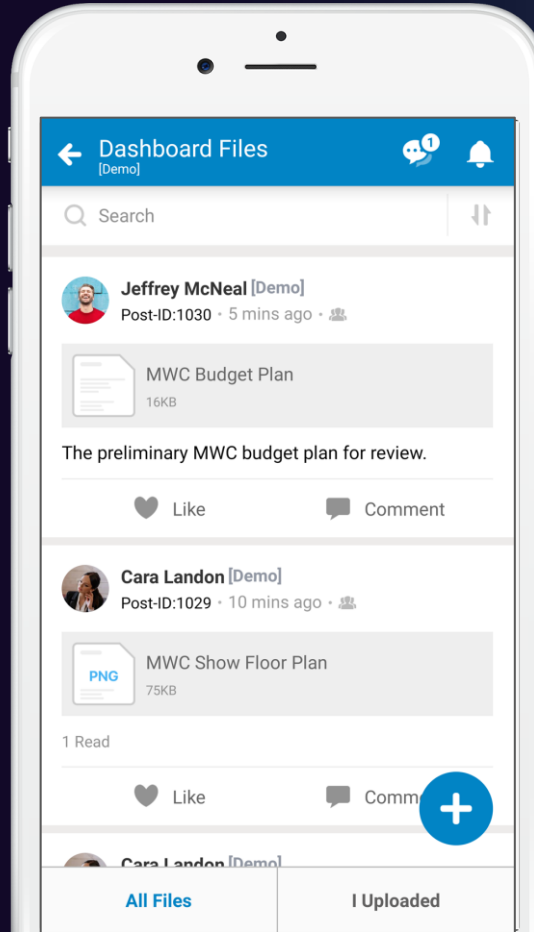 Dashboard Files
[Demo]
1
Search
Jeffrey McNeal [Demo]
Post-ID:1030 · 5 mins ago ·
MWC Budget Plan
16KB
The preliminary MWC budget plan for review.
Like
Comment
Cara Landon [Demo]
Post-ID:1029 · 10 mins ago ·
PNG
MWC Show Floor Plan
75KB
1 Read
Like
Comm
Cara Landon [Demo]
All Files
I Uploaded